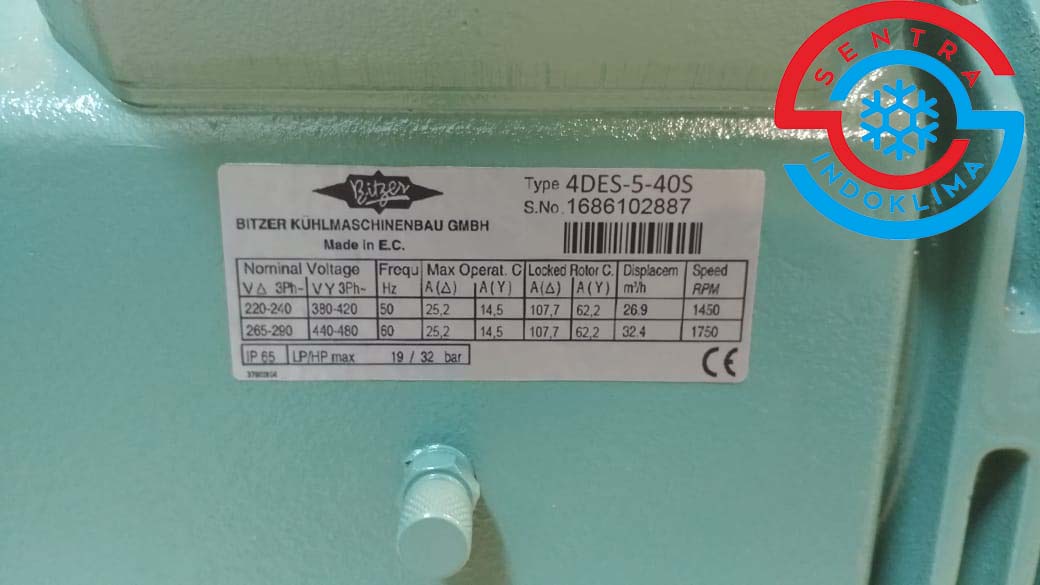 SENTRA
INDOKLIMA
Bitzer
BITZER KÜHLMASCHINENBAU GMBH
Made in E.C.
Type 4DES-5-40S
S.No. 1686102887
Nominal Voltage Frequ Max Operat. C Locked Rotor C. Displacem Speed
V△ 3Ph~ VY 3Ph~ Hz A(△) A(Y) A(△) A(Y) m³/h RPM
220-240 380-420 50 25,2 14,5 107,7 62,2 26.9 1450
265-290 440-480 60 25,2 14,5 107,7 62,2 32.4 1750
IP 65 LP/HP max 19 / 32 bar
CE